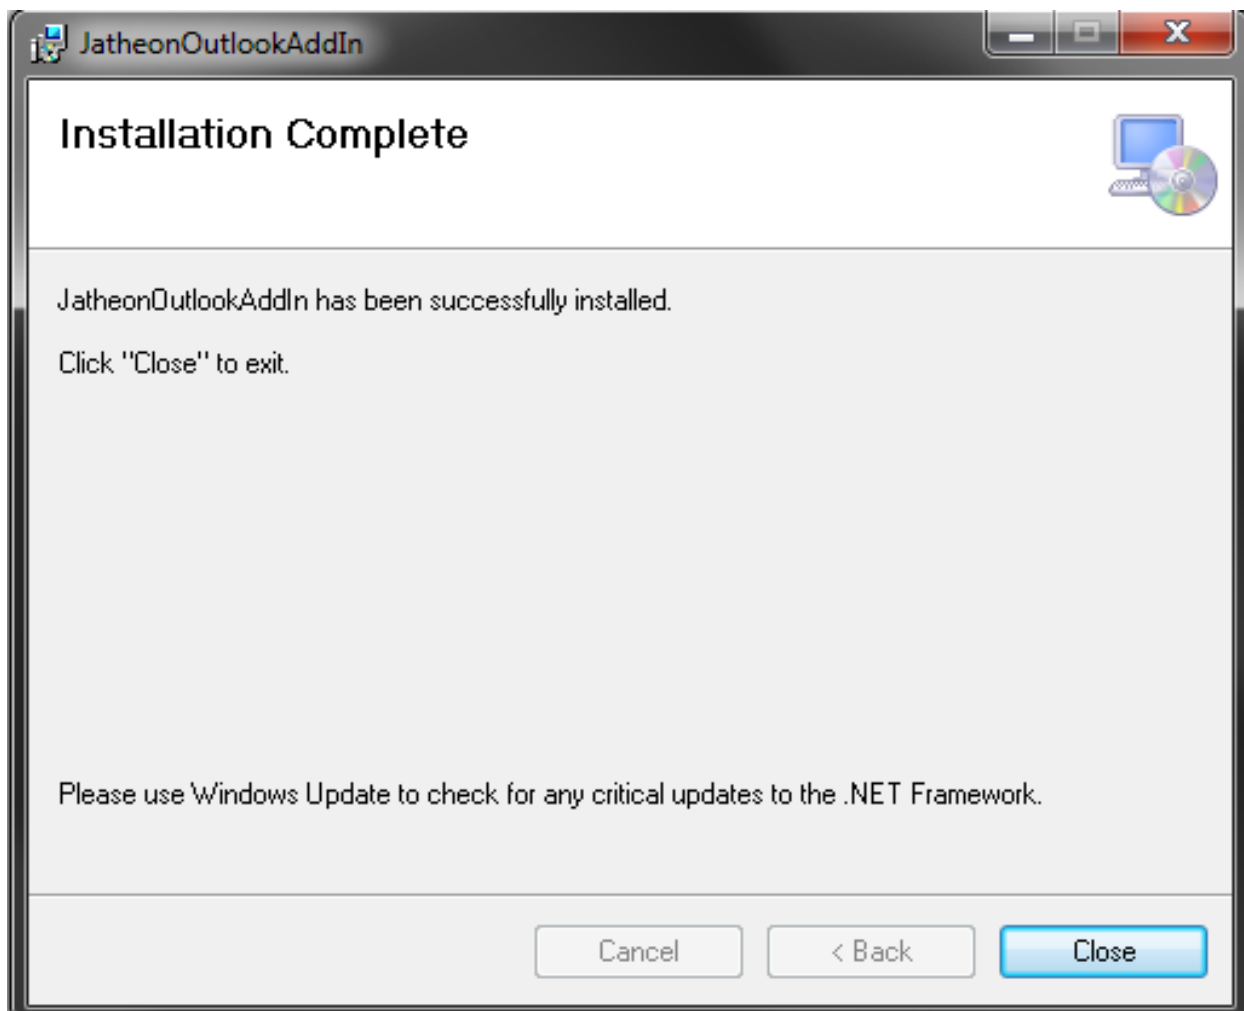 JatheonOutlookAddIn
Installation Complete
JatheonOutlookAddIn has been successfully installed.
Click "Close" to exit.
Please use Windows Update to check for any critical updates to the .NET Framework.
Cancel
< Back
Close